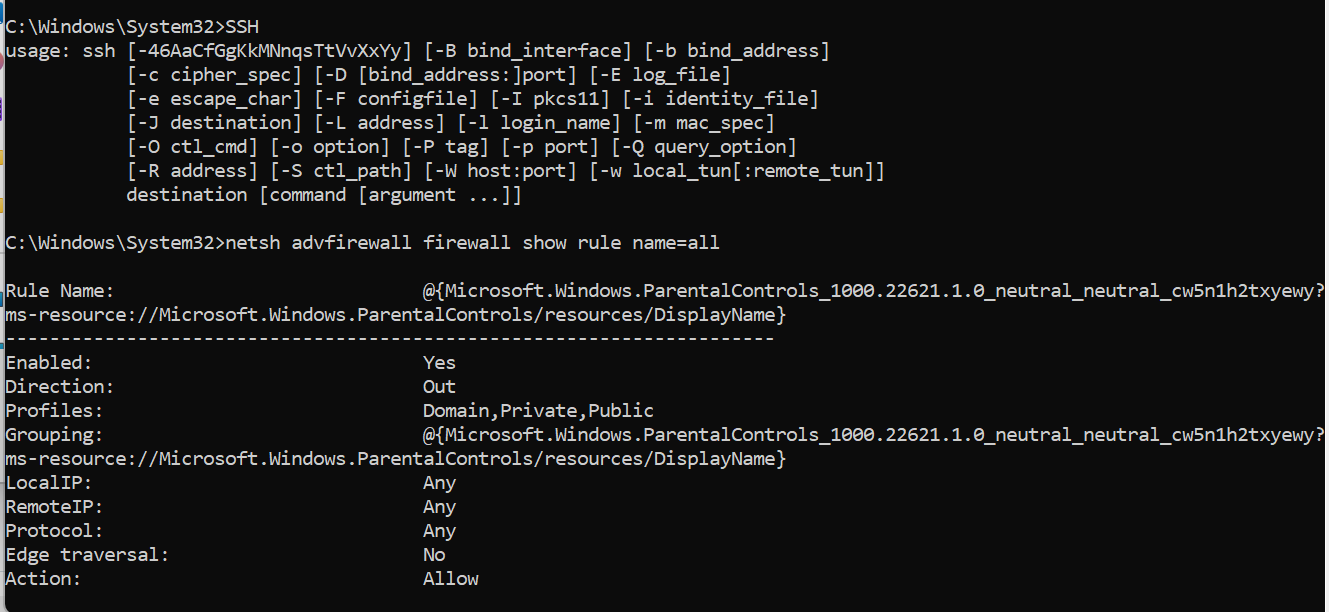 C:\Windows\System32>SSH
usage: ssh [-46AaCfGgKkMNnqsTtVvXxYy] [-B bind_interface] [-b bind_address]
           [-c cipher_spec] [-D [bind_address:]port] [-E log_file]
           [-e escape_char] [-F configfile] [-I pkcs11] [-i identity_file]
           [-J destination] [-L address] [-l login_name] [-m mac_spec]
           [-O ctl_cmd] [-o option] [-P tag] [-p port] [-Q query_option]
           [-R address] [-S ctl_path] [-W host:port] [-w local_tun[:remote_tun]]
           destination [command [argument ...]]
C:\Windows\System32>netsh advfirewall firewall show rule name=all
Rule Name:                            @{Microsoft.Windows.ParentalControls_1000.22621.1.0_neutral_neutral_cw5n1h2txyewy?
ms-resource://Microsoft.Windows.ParentalControls/resources/DisplayName}
----------------------------------------------------------------------
Enabled:                              Yes
Direction:                            Out
Profiles:                             Domain,Private,Public
Grouping:                             @{Microsoft.Windows.ParentalControls_1000.22621.1.0_neutral_neutral_cw5n1h2txyewy?
ms-resource://Microsoft.Windows.ParentalControls/resources/DisplayName}
LocalIP:                              Any
RemoteIP:                             Any
Protocol:                             Any
Edge traversal:                       No
Action:                               Allow